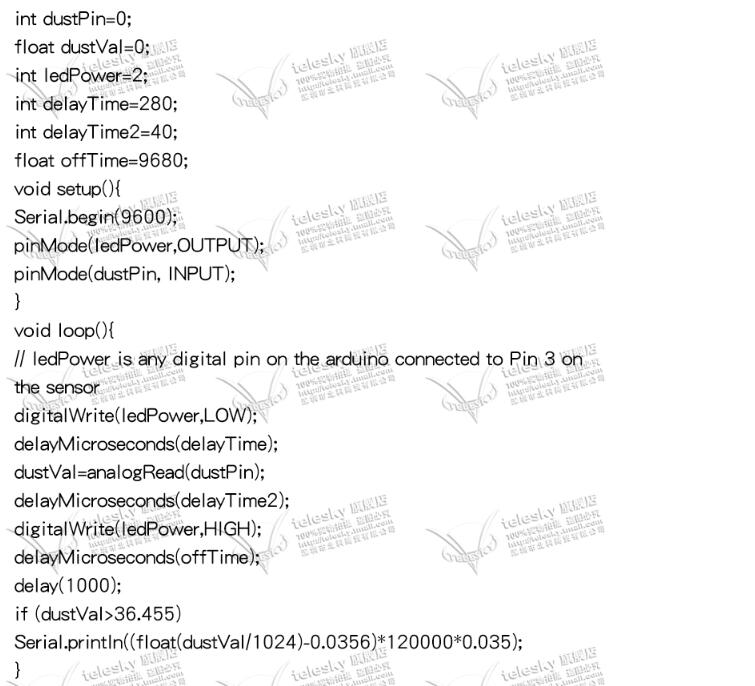 int dustPin=0;
float dustVal=0;
int ledPower=2;
int delayTime=280;
int delayTime2=40;
float offTime=9680;
void setup(){
Serial.begin(9600);
pinMode(ledPower,OUTPUT);
pinMode(dustPin, INPUT);
}
void loop(){
// ledPower is any digital pin on the arduino connected to Pin 3 on
the sensor
digitalWrite(ledPower,LOW);
delayMicroseconds(delayTime);
dustVal=analogRead(dustPin);
delayMicroseconds(delayTime2);
digitalWrite(ledPower,HIGH);
delayMicroseconds(offTime);
delay(1000);
if (dustVal>36.455)
Serial.println((float(dustVal/1024)-0.0356)*120000*0.035);
}
telesky 旗舰店